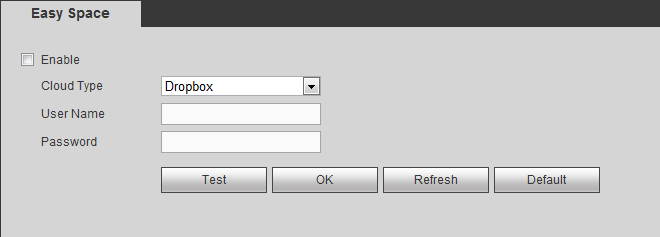 Easy Space
Enable
Cloud Type Dropbox
User Name
Password
Test OK Refresh Default